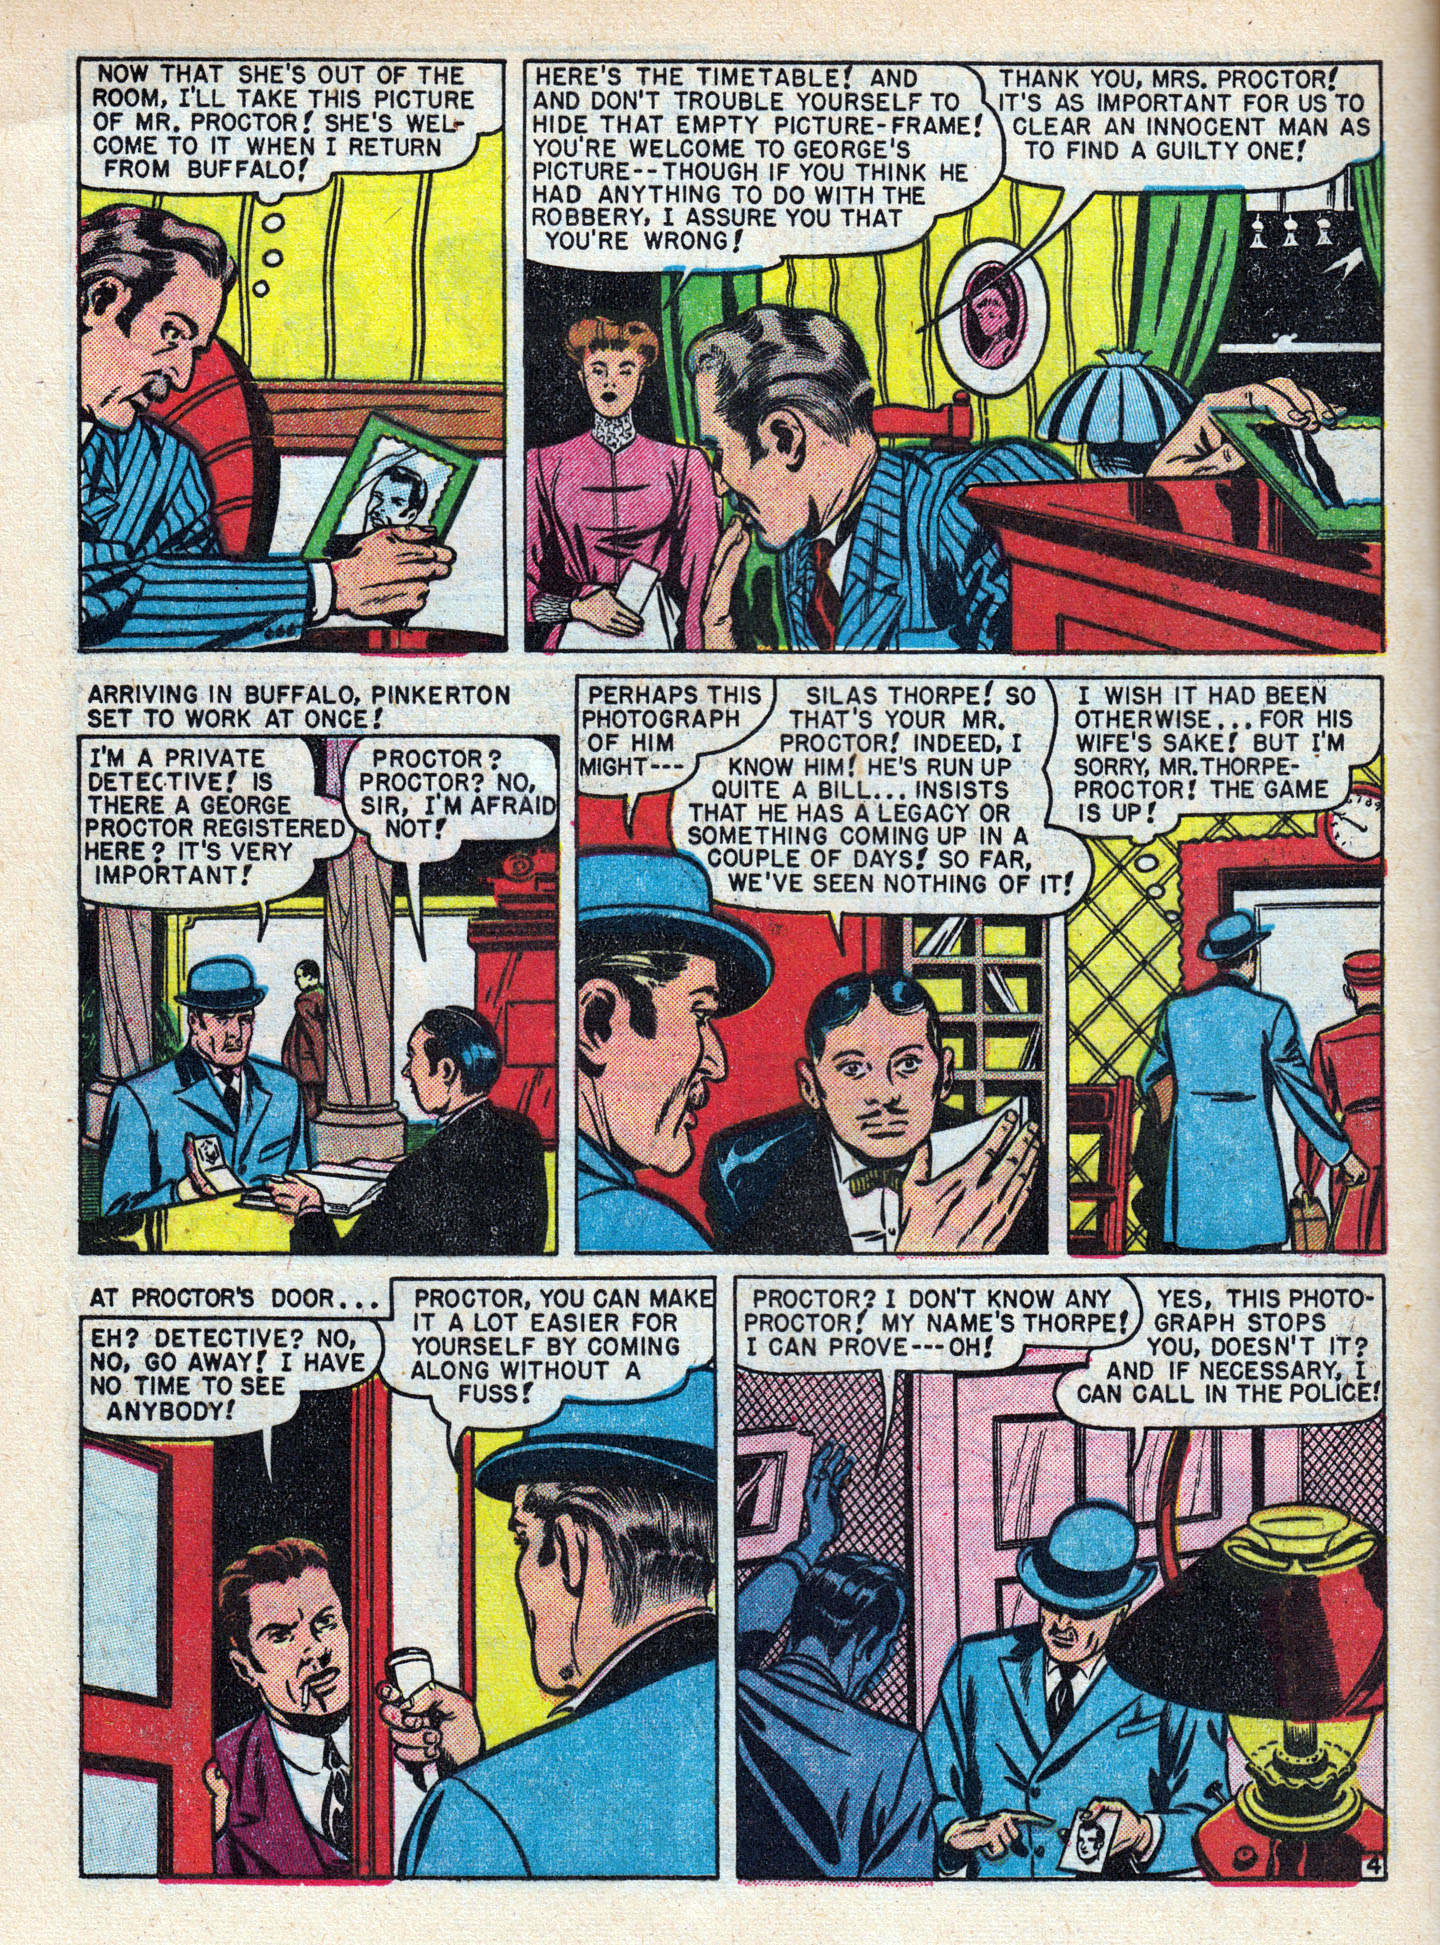 NOW THAT SHE'S OUT OF THE
ROOM, I'LL TAKE THIS PICTURE
OF MR. PROCTOR! SHE'S WEL-
COME TO IT WHEN I RETURN
FROM BUFFALO!
HERE'S THE TIMETABLE! AND
AND DON'T TROUBLE YOURSELF TO
HIDE THAT EMPTY PICTURE-FRAME!
YOU'RE WELCOME TO GEORGE'S
PICTURE--THOUGH IF YOU THINK HE
HAD ANYTHING TO DO WITH THE
ROBBERY, I ASSURE YOU THAT
YOU'RE WRONG!
THANK YOU, MRS. PROCTOR!
IT'S AS IMPORTANT FOR US TO
CLEAR AN INNOCENT MAN AS
TO FIND A GUILTY ONE!
ARRIVING IN BUFFALO, PINKERTON
SET TO WORK AT ONCE!
I'M A PRIVATE
DETECTIVE! IS
THERE A GEORGE
PROCTOR REGISTERED
HERE? IT'S VERY
IMPORTANT!
PROCTOR?
PROCTOR? NO,
SIR, I'M AFRAID
NOT!
PERHAPS THIS
PHOTOGRAPH
OF HIM
MIGHT---
SILAS THORPE! SO
THAT'S YOUR MR.
PROCTOR! INDEED, I
KNOW HIM! HE'S RUN UP
QUITE A BILL... INSISTS
THAT HE HAS A LEGACY OR
SOMETHING COMING UP IN A
COUPLE OF DAYS! SO FAR,
WE'VE SEEN NOTHING OF IT!
I WISH IT HAD BEEN
OTHERWISE...FOR HIS
WIFE'S SAKE! BUT I'M
SORRY, MR. THORPE-
PROCTOR! THE GAME
IS UP!
AT PROCTOR'S DOOR...
EH? DETECTIVE? NO,
NO, GO AWAY! I HAVE
NO TIME TO SEE
ANYBODY!
PROCTOR, YOU CAN MAKE
IT A LOT EASIER FOR
YOURSELF BY COMING
ALONG WITHOUT A
FUSS!
PROCTOR? I DON'T KNOW ANY
PROCTOR! MY NAME'S THORPE!
I CAN PROVE---OH!
YES, THIS PHOTO-
GRAPH STOPS
YOU, DOESN'T IT?
AND IF NECESSARY, I
CAN CALL IN THE POLICE!
4